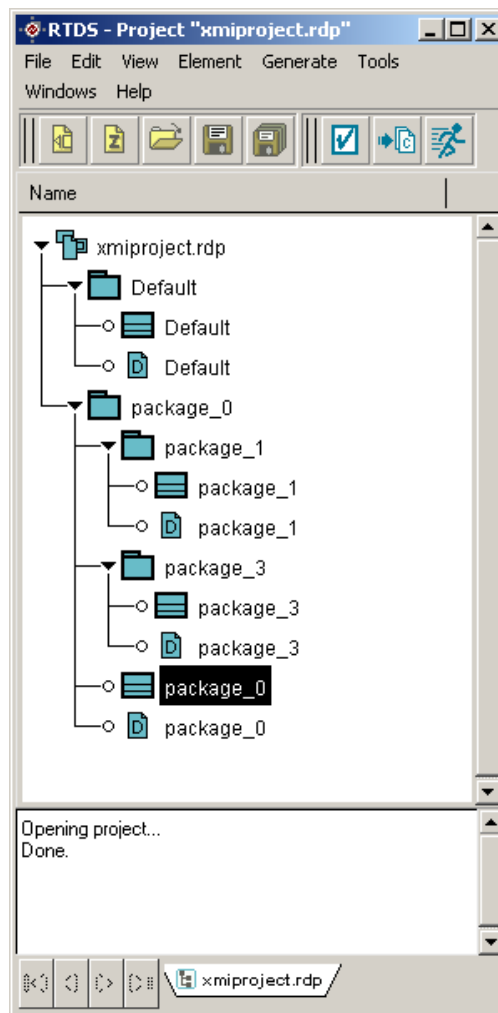 RTDS - Project "xmiproject.rdp"
File Edit View Element Generate Tools
Windows Help
Name
xmiproject.rdp
Default
Default
D Default
package_0
package_1
package_1
D package_1
package_3
package_3
D package_3
package_0
D package_0
Opening project...
Done.
xmiproject.rdp